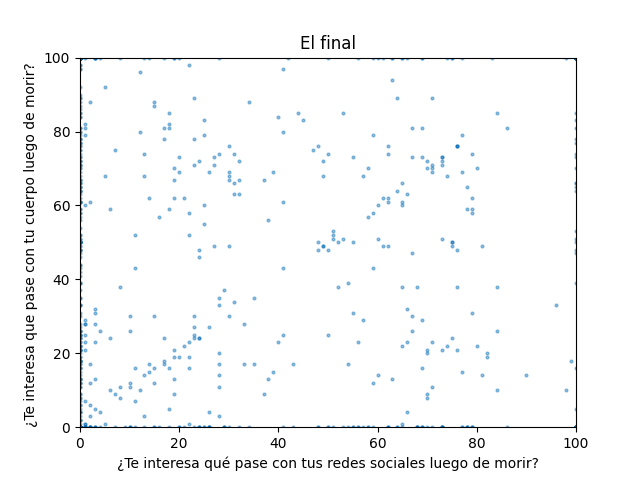 El final
¿Te interesa que pase con tu cuerpo luego de morir?
100
80
60
40
20
0
0 20 40 60 80 100
¿Te interesa qué pase con tus redes sociales luego de morir?